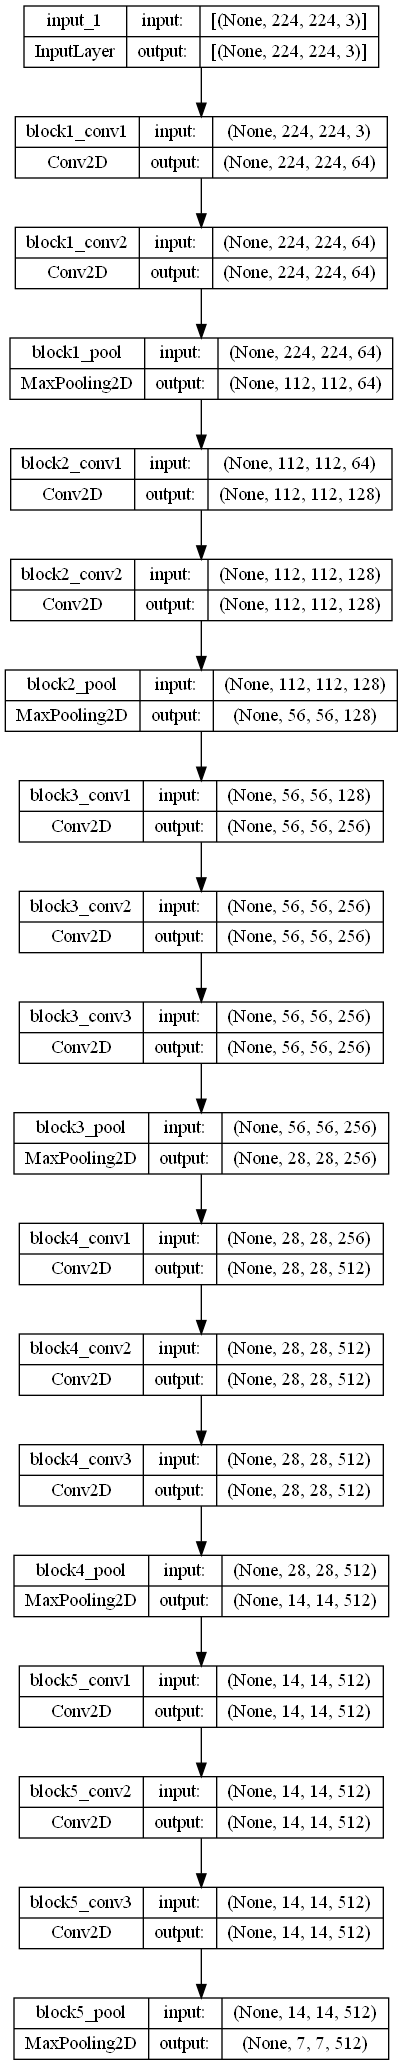 input_1 input: [(None, 224, 224, 3)]
InputLayer output: [(None, 224, 224, 3)]
block1_conv1 input: (None, 224, 224, 3)
Conv2D output: (None, 224, 224, 64)
block1_conv2 input: (None, 224, 224, 64)
Conv2D output: (None, 224, 224, 64)
block1_pool input: (None, 224, 224, 64)
MaxPooling2D output: (None, 112, 112, 64)
block2_conv1 input: (None, 112, 112, 64)
Conv2D output: (None, 112, 112, 128)
block2_conv2 input: (None, 112, 112, 128)
Conv2D output: (None, 112, 112, 128)
block2_pool input: (None, 112, 112, 128)
MaxPooling2D output: (None, 56, 56, 128)
block3_conv1 input: (None, 56, 56, 128)
Conv2D output: (None, 56, 56, 256)
block3_conv2 input: (None, 56, 56, 256)
Conv2D output: (None, 56, 56, 256)
block3_conv3 input: (None, 56, 56, 256)
Conv2D output: (None, 56, 56, 256)
block3_pool input: (None, 56, 56, 256)
MaxPooling2D output: (None, 28, 28, 256)
block4_conv1 input: (None, 28, 28, 256)
Conv2D output: (None, 28, 28, 512)
block4_conv2 input: (None, 28, 28, 512)
Conv2D output: (None, 28, 28, 512)
block4_conv3 input: (None, 28, 28, 512)
Conv2D output: (None, 28, 28, 512)
block4_pool input: (None, 28, 28, 512)
MaxPooling2D output: (None, 14, 14, 512)
block5_conv1 input: (None, 14, 14, 512)
Conv2D output: (None, 14, 14, 512)
block5_conv2 input: (None, 14, 14, 512)
Conv2D output: (None, 14, 14, 512)
block5_conv3 input: (None, 14, 14, 512)
Conv2D output: (None, 14, 14, 512)
block5_pool input: (None, 14, 14, 512)
MaxPooling2D output: (None, 7, 7, 512)